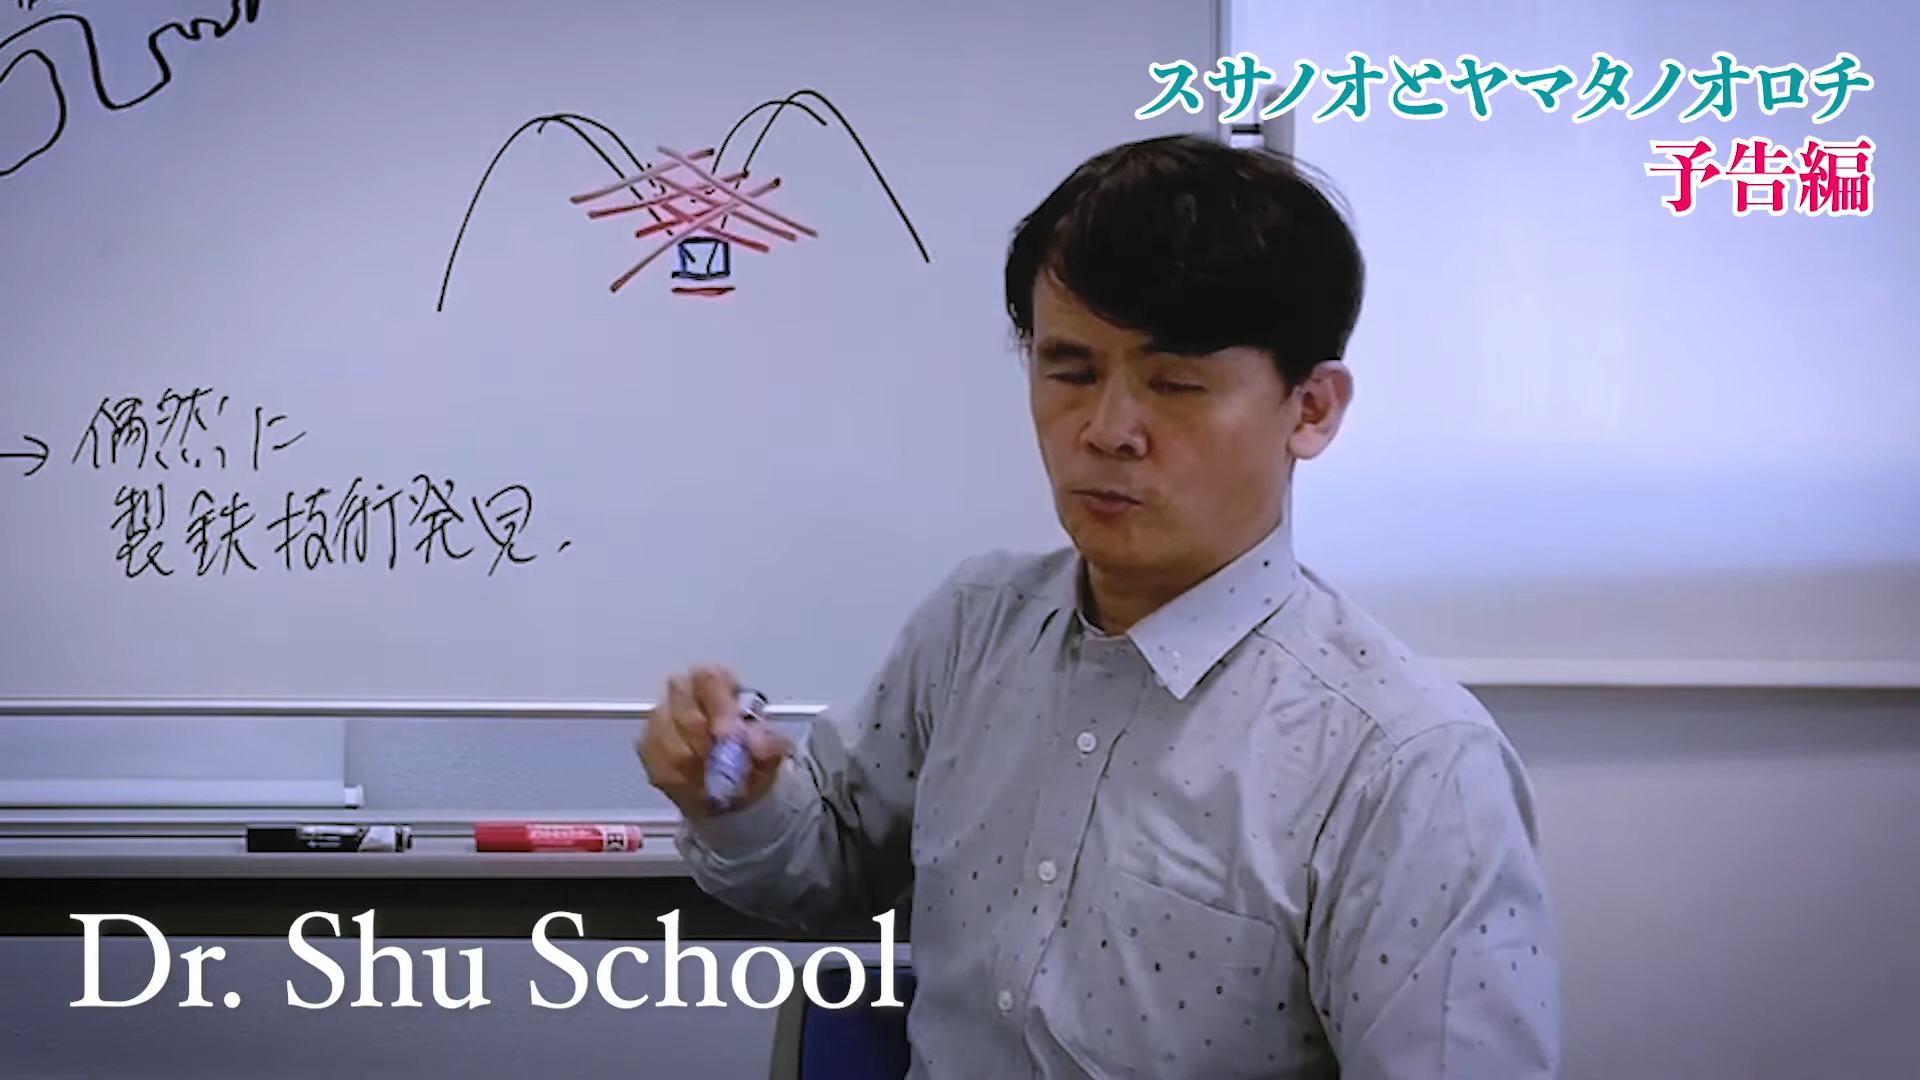 スサノオとヤマタノオロチ
予告編
→偶然に
製鉄技術発見.
Dr. Shu School